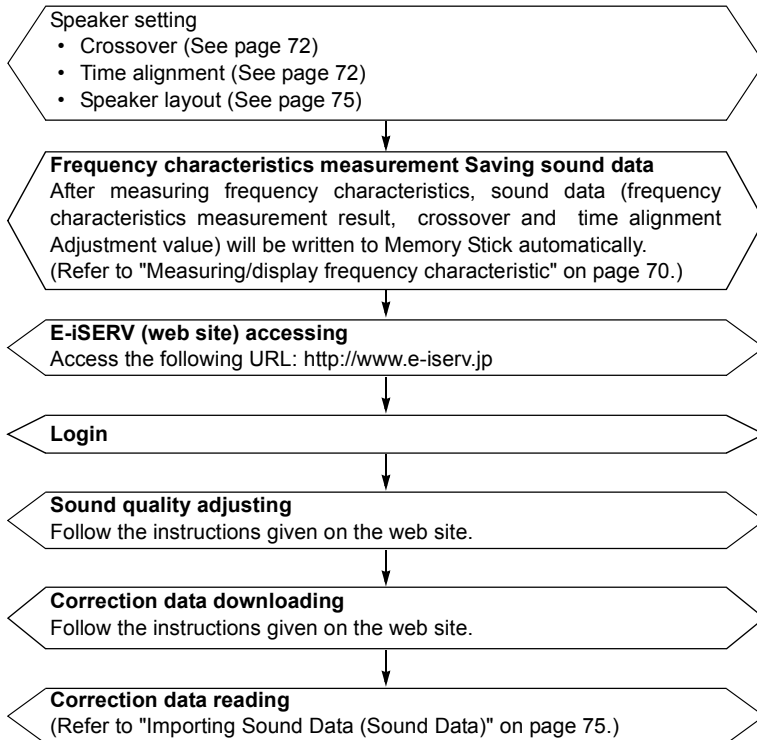 Speaker setting
• Crossover (See page 72)
• Time alignment (See page 72)
• Speaker layout (See page 75)
Frequency characteristics measurement Saving sound data
After measuring frequency characteristics, sound data (frequency
characteristics measurement result, crossover and time alignment
Adjustment value) will be written to Memory Stick automatically.
(Refer to "Measuring/display frequency characteristic" on page 70.)
E-iSERV (web site) accessing
Access the following URL: http://www.e-iserv.jp
Login
Sound quality adjusting
Follow the instructions given on the web site.
Correction data downloading
Follow the instructions given on the web site.
Correction data reading
(Refer to "Importing Sound Data (Sound Data)" on page 75.)